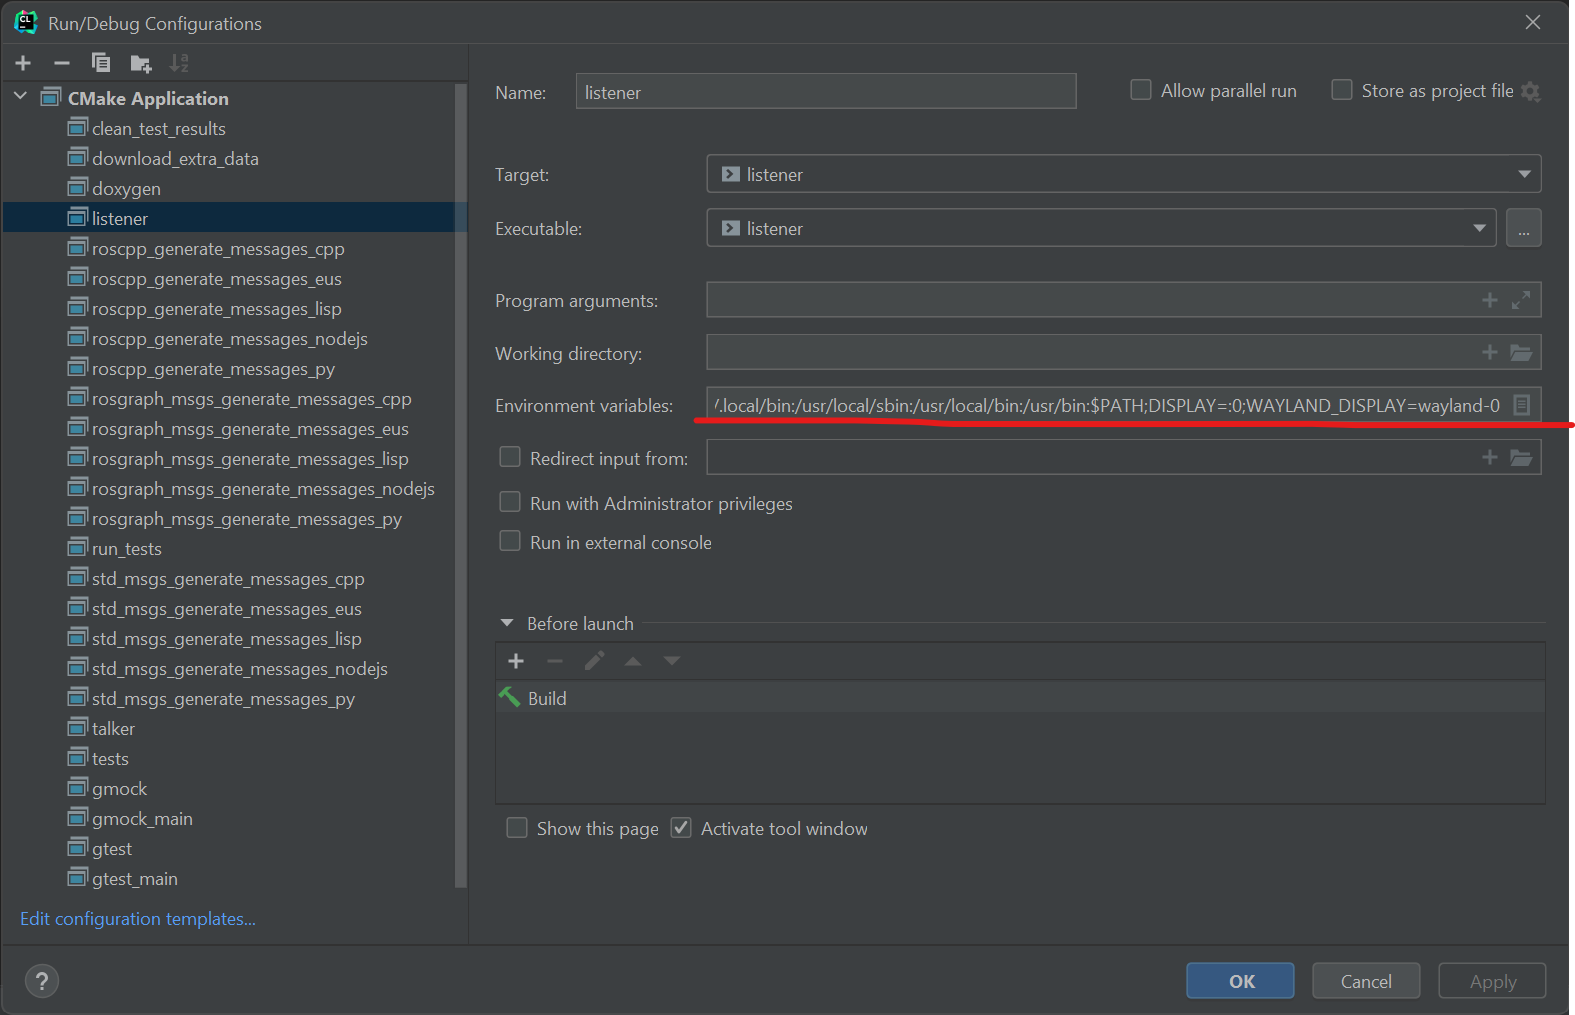 Run/Debug Configurations
CMake Application
clean_test_results
download_extra_data
doxygen
listener
roscpp_generate_messages_cpp
roscpp_generate_messages_eus
roscpp_generate_messages_lisp
roscpp_generate_messages_nodejs
roscpp_generate_messages_py
rosgraph_msgs_generate_messages_cpp
rosgraph_msgs_generate_messages_eus
rosgraph_msgs_generate_messages_lisp
rosgraph_msgs_generate_messages_nodejs
rosgraph_msgs_generate_messages_py
run_tests
std_msgs_generate_messages_cpp
std_msgs_generate_messages_eus
std_msgs_generate_messages_lisp
std_msgs_generate_messages_nodejs
std_msgs_generate_messages_py
talker
tests
gmock
gmock_main
gtest
gtest_main
Edit configuration templates...
Name: listener
Allow parallel run
Store as project file
Target: listener
Executable: listener ...
Program arguments:
Working directory:
Environment variables: /.local/bin:/usr/local/sbin:/usr/local/bin:/usr/bin:$PATH;DISPLAY=:0;WAYLAND_DISPLAY=wayland-0
Redirect input from:
Run with Administrator privileges
Run in external console
Before launch
Build
Show this page
Activate tool window
?
OK
Cancel
Apply